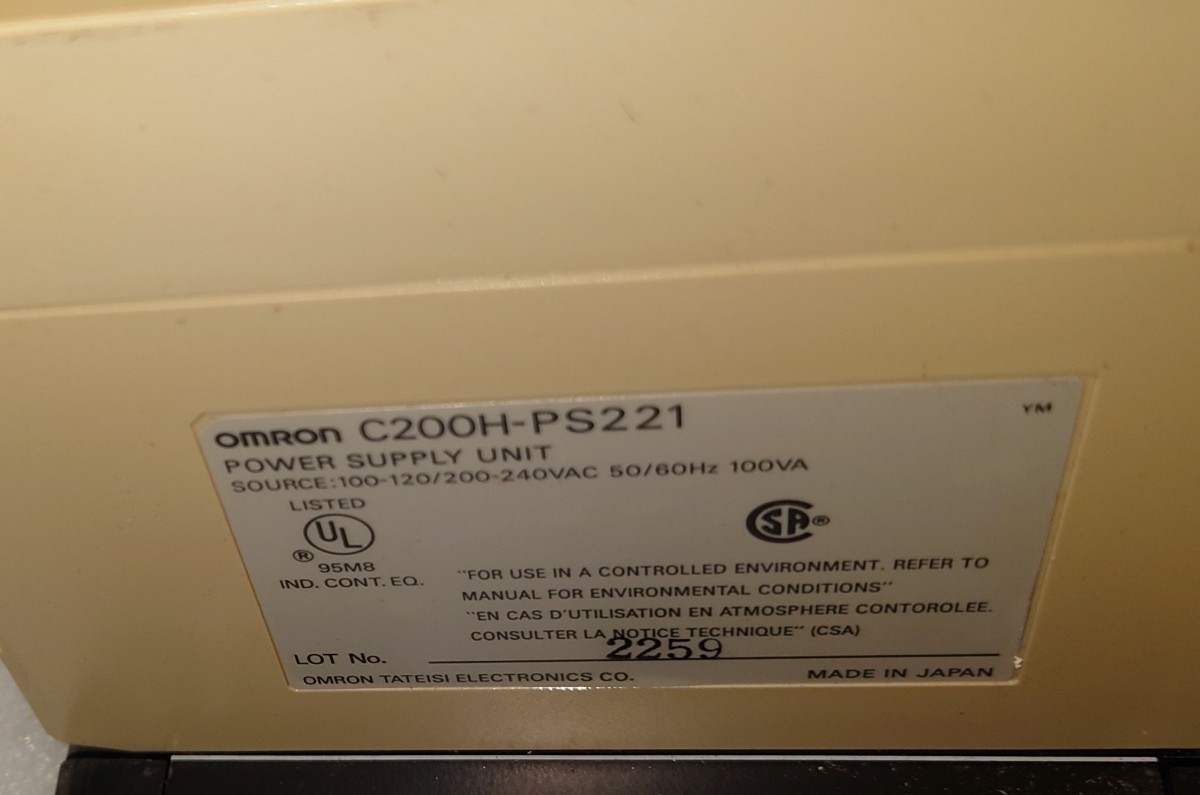 OMRON C200H-PS221
YM
POWER SUPPLY UNIT
SOURCE:100-120/200-240VAC 50/60Hz 100VA
LISTED
UL
®
95M8
IND. CONT. EQ.
SA®
"FOR USE IN A CONTROLLED ENVIRONMENT. REFER TO
MANUAL FOR ENVIRONMENTAL CONDITIONS"
"EN CAS D'UTILISATION EN ATMOSPHERE CONTOROLEE.
CONSULTER LA NOTICE TECHNIQUE" (CSA)
LOT No. 2259
OMRON TATEISI ELECTRONICS CO. MADE IN JAPAN